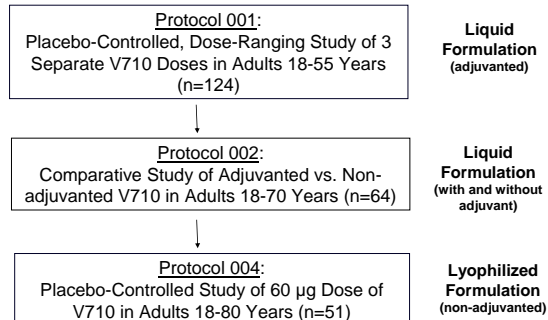 Protocol 001:
Placebo-Controlled, Dose-Ranging Study of 3
Separate V710 Doses in Adults 18-55 Years
(n=124)
Liquid
Formulation
(adjuvanted)
Protocol 002:
Comparative Study of Adjuvanted vs. Non-
adjuvanted V710 in Adults 18-70 Years (n=64)
Liquid
Formulation
(with and without
adjuvant)
Protocol 004:
Placebo-Controlled Study of 60 µg Dose of
V710 in Adults 18-80 Years (n=51)
Lyophilized
Formulation
(non-adjuvanted)